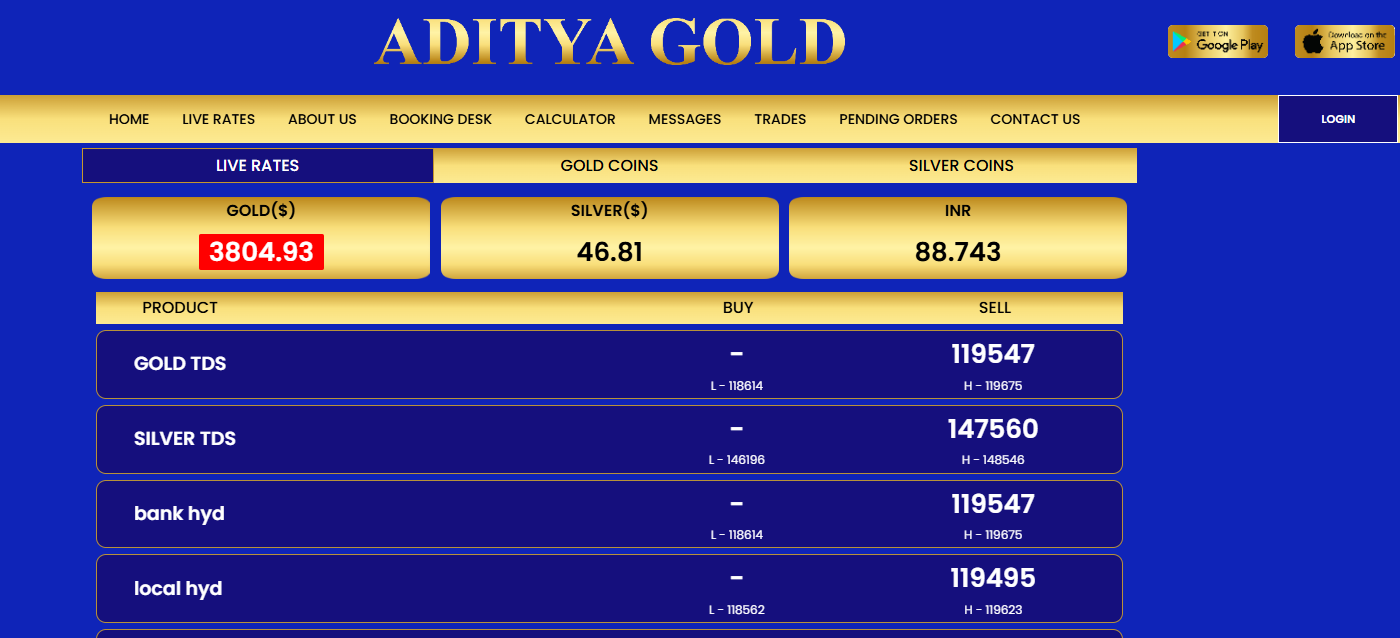 ADITYA GOLD
GET IT ON
Google Play
Download on the
App Store
HOME LIVE RATES ABOUT US BOOKING DESK CALCULATOR MESSAGES TRADES PENDING ORDERS CONTACT US LOGIN
LIVE RATES GOLD COINS SILVER COINS
GOLD($) SILVER($) INR
3804.93 46.81 88.743
PRODUCT BUY SELL
GOLD TDS - 119547
L - 118614 H - 119675
SILVER TDS - 147560
L - 146196 H - 148546
bank hyd - 119547
L - 118614 H - 119675
local hyd - 119495
L - 118562 H - 119623